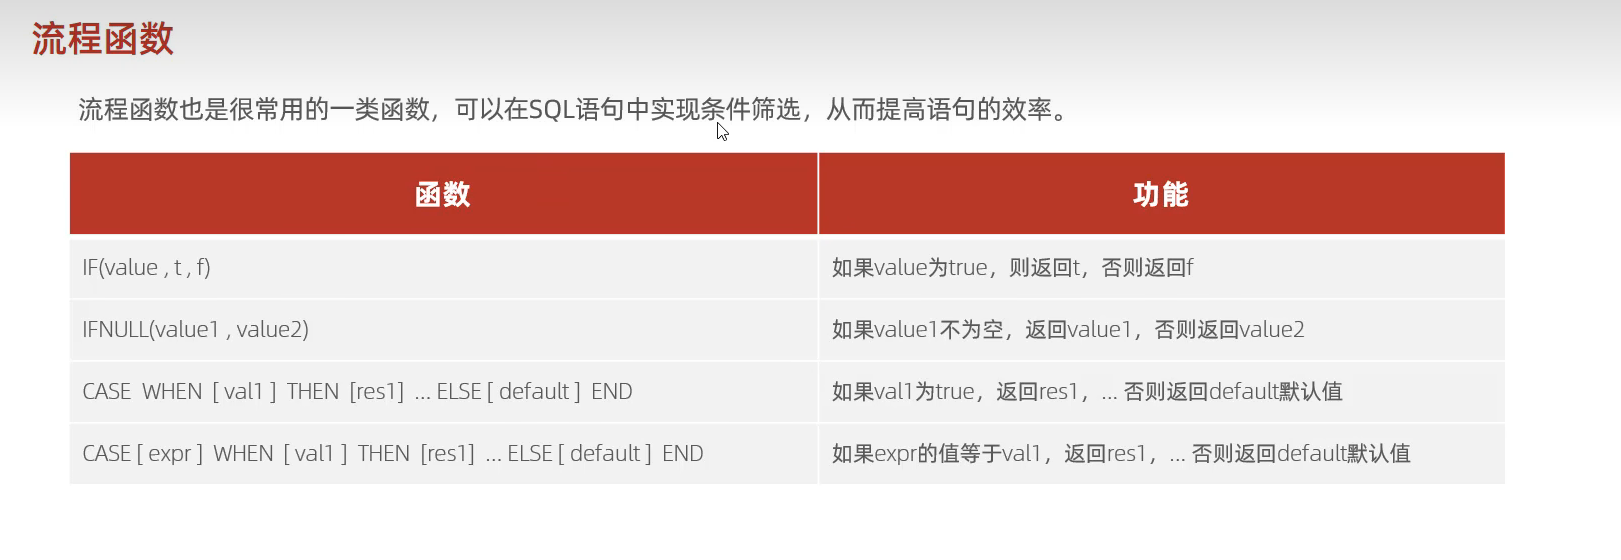 流程函数
流程函数也是很常用的一类函数，可以在SQL语句中实现条件筛选，从而提高语句的效率。
函数 功能
IF(value , t , f) 如果value为true，则返回t，否则返回f
IFNULL(value1 , value2) 如果value1不为空，返回value1，否则返回value2
CASE WHEN [ val1 ] THEN [res1] ... ELSE [ default ] END 如果val1为true，返回res1，... 否则返回default默认值
CASE [ expr ] WHEN [ val1 ] THEN [res1] ... ELSE [ default ] END 如果expr的值等于val1，返回res1，... 否则返回default默认值